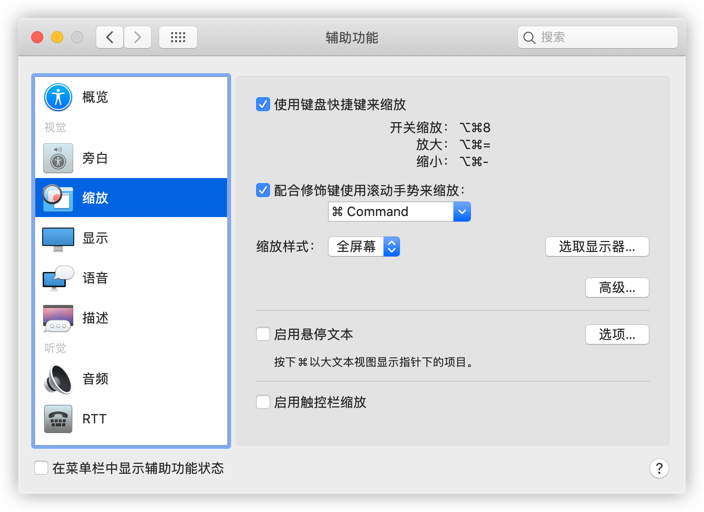 辅助功能
搜索
概览
视觉
旁白
缩放
显示
语音
描述
听觉
音频
RTT
使用键盘快捷键来缩放
开关缩放： ⌥⌘8
放大： ⌥⌘=
缩小： ⌥⌘-
配合修饰键使用滚动手势来缩放：
⌘ Command
缩放样式： 全屏幕 选取显示器...
高级...
启用悬停文本 选项...
按下⌘以大文本视图显示指针下的项目。
启用触控栏缩放
在菜单栏中显示辅助功能状态 ?